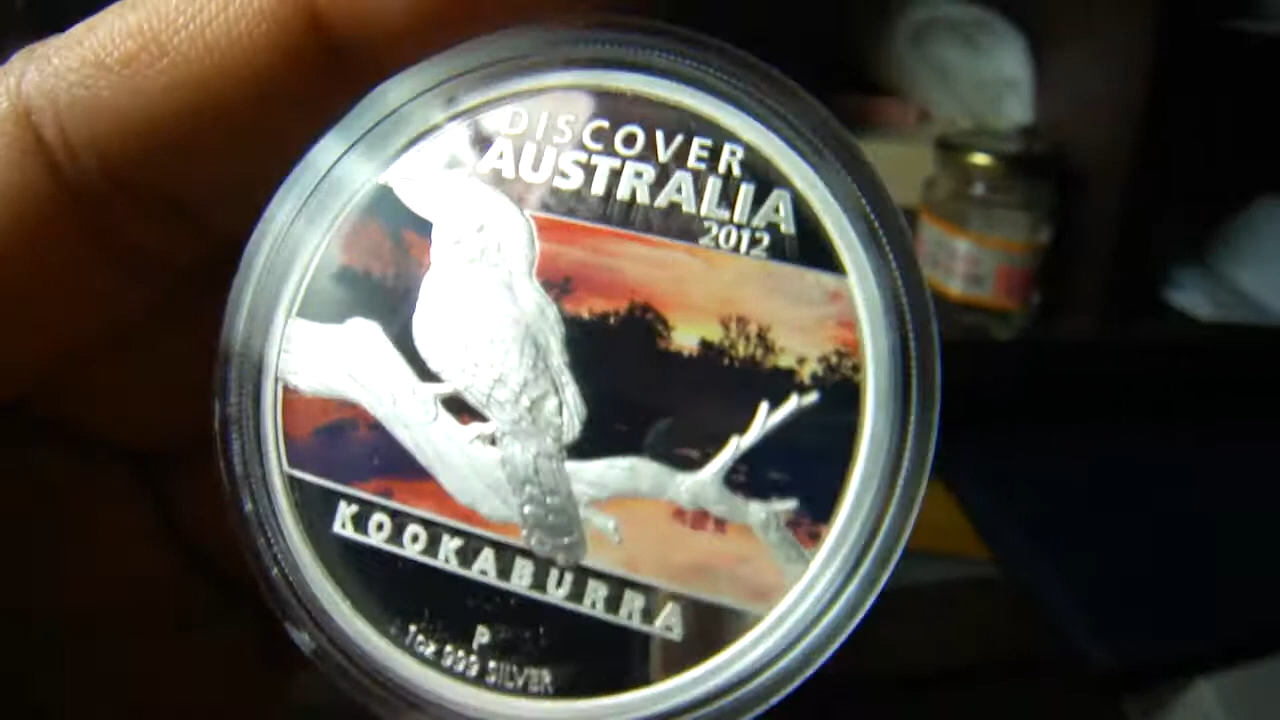 DISCOVER
AUSTRALIA
2012
KOOKABURRA
P
1oz 999 SILVER